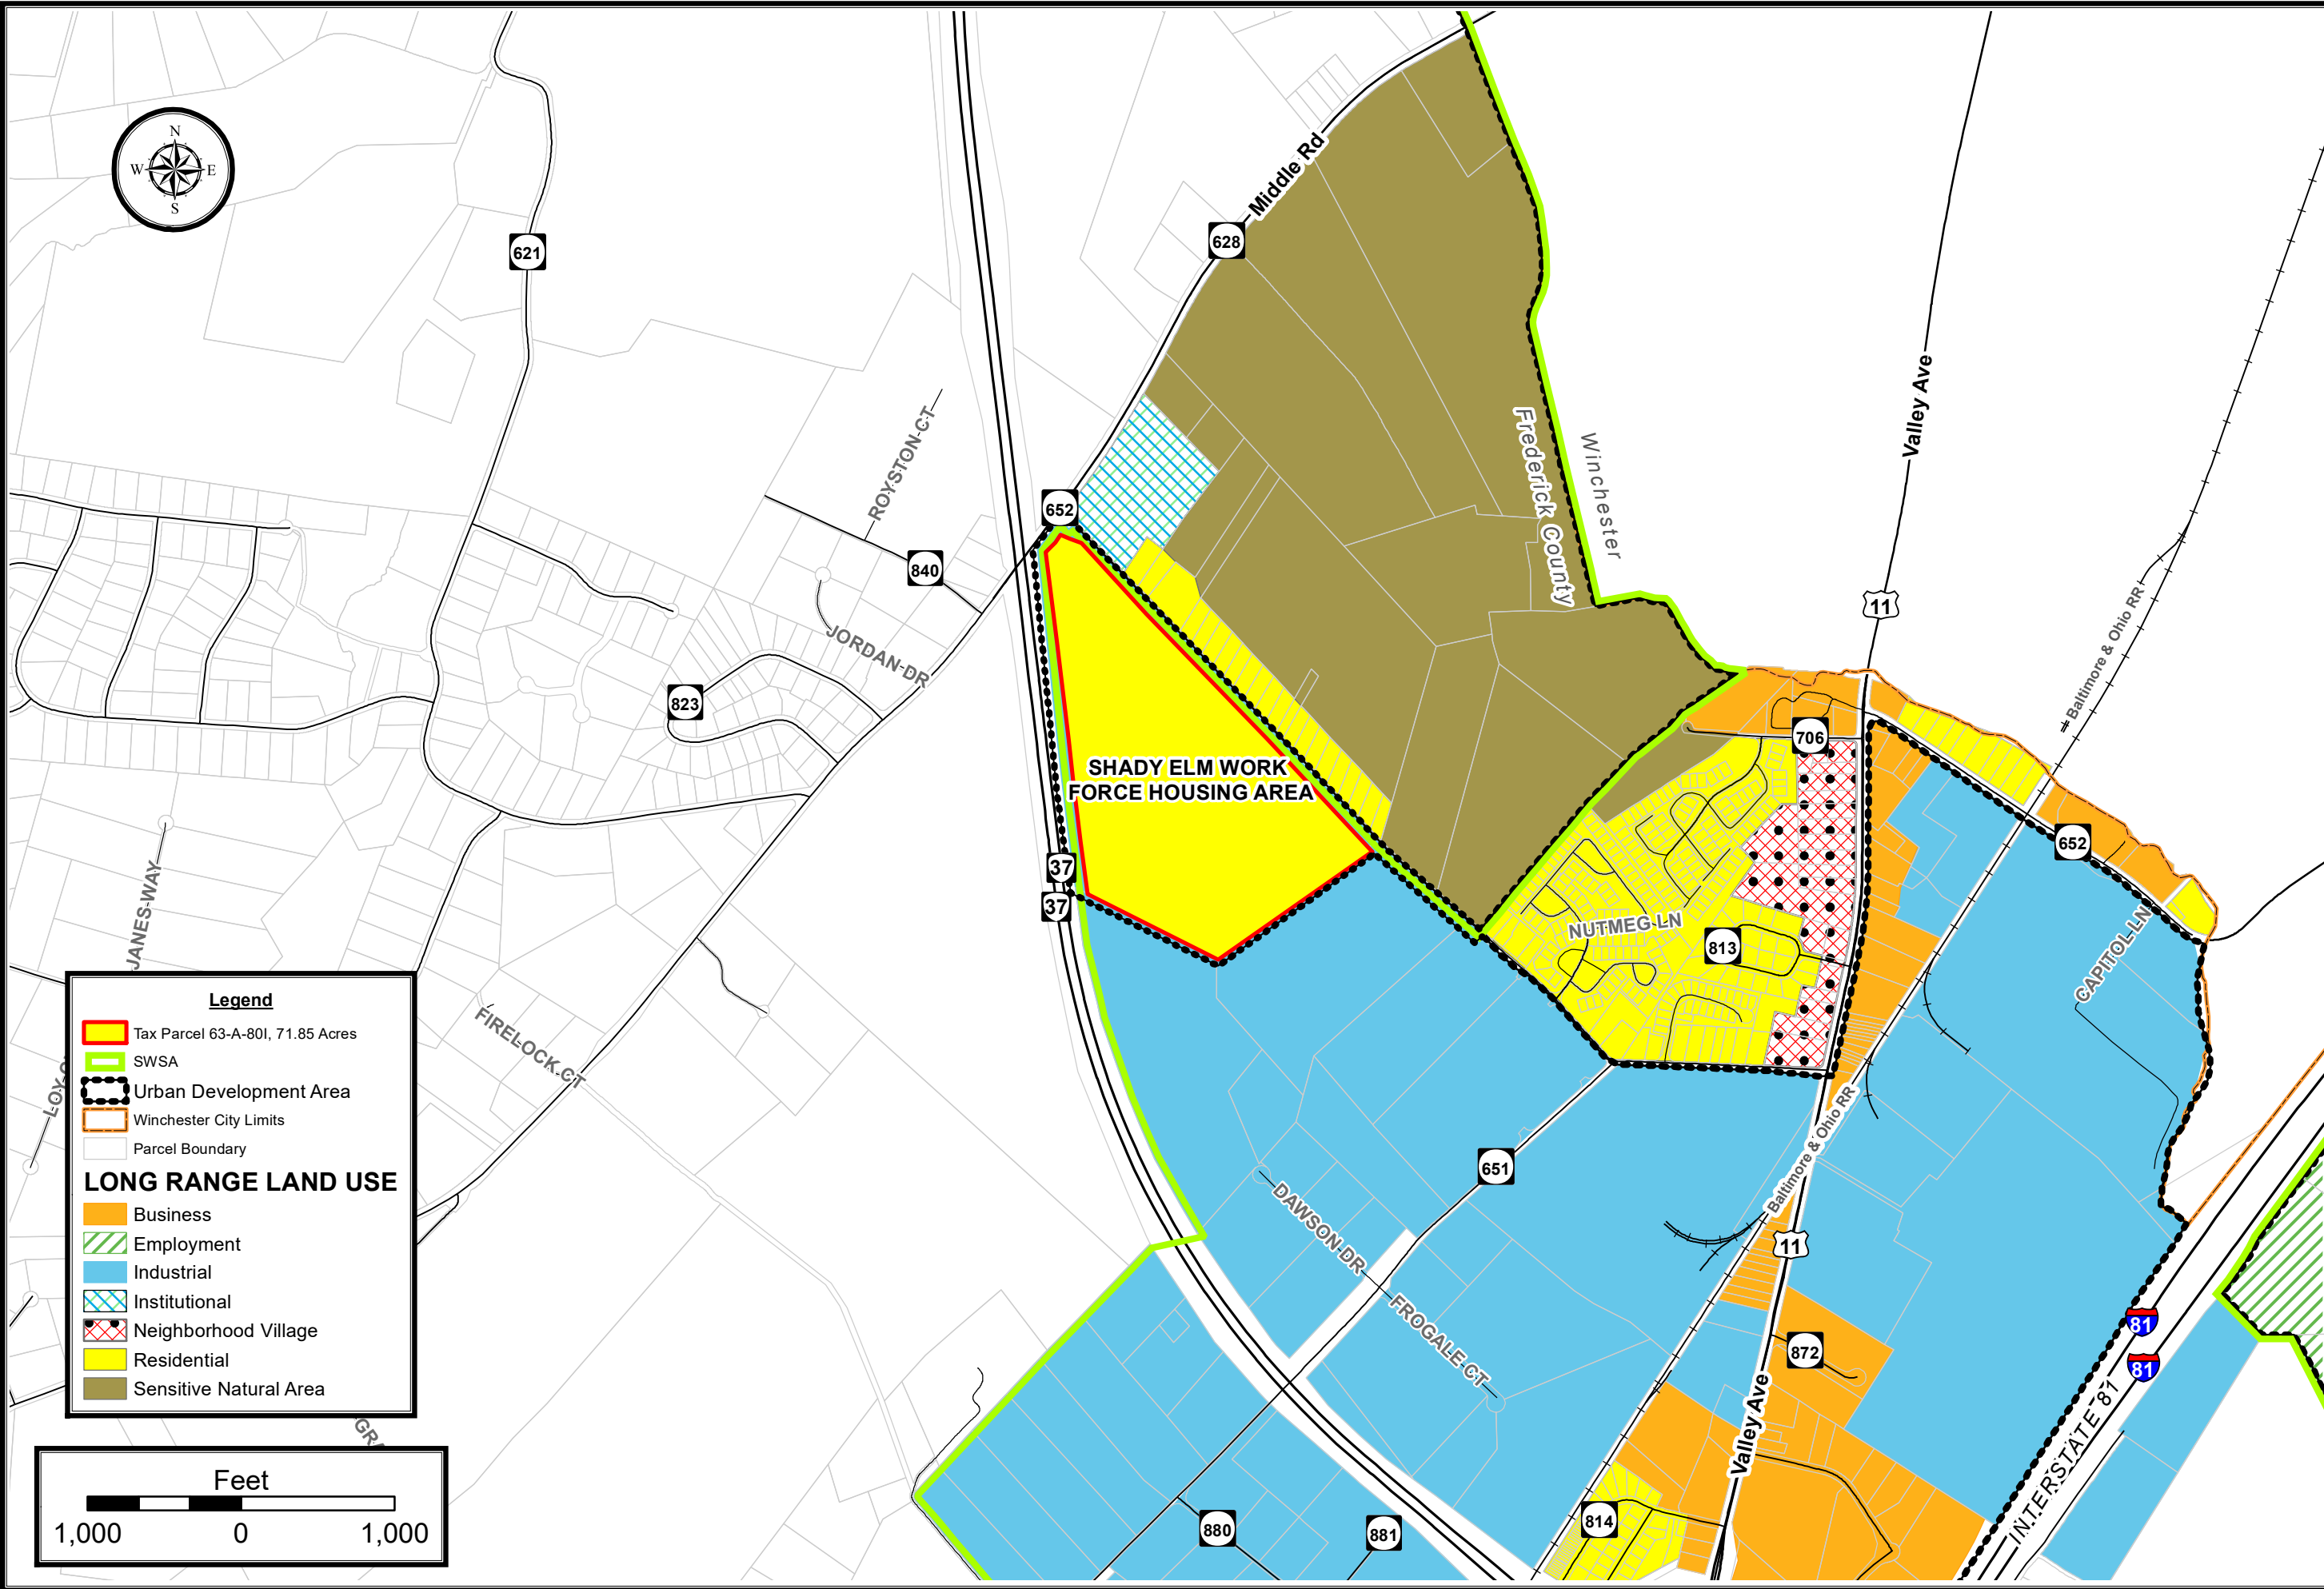 N
W
E
S
621
Middle Rd
628
Frederick County
Winchester
Valley Ave
ROYSTON CT
652
840
JORDAN DR
11
Baltimore & Ohio RR
823
706
SHADY ELM WORK
FORCE HOUSING AREA
652
37
37
JANES WAY
NUTMEG LN
813
CAPITOL LN
FIRELOCK CT
Legend
Tax Parcel 63-A-80I, 71.85 Acres
SWSA
Urban Development Area
Winchester City Limits
Parcel Boundary
LONG RANGE LAND USE
Business
Employment
Industrial
Institutional
Neighborhood Village
Residential
Sensitive Natural Area
651
Baltimore & Ohio RR
DAWSON DR
FROGALE CT
11
872
81
81
Valley Ave
INTERSTATE 81
Feet
1,000
0
1,000
880
881
814